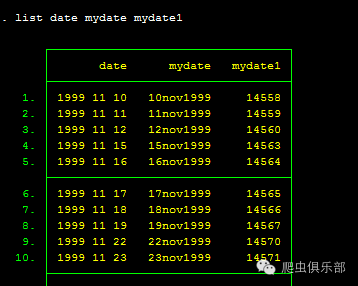 . list date mydate mydate1
date mydate mydate1
1. 1999 11 10 10nov1999 14558
2. 1999 11 11 11nov1999 14559
3. 1999 11 12 12nov1999 14560
4. 1999 11 15 15nov1999 14563
5. 1999 11 16 16nov1999 14564
6. 1999 11 17 17nov1999 14565
7. 1999 11 18 18nov1999 14566
8. 1999 11 19 19nov1999 14567
9. 1999 11 22 22nov1999 14570
10. 1999 11 23 23nov1999 14571
爬虫俱乐部